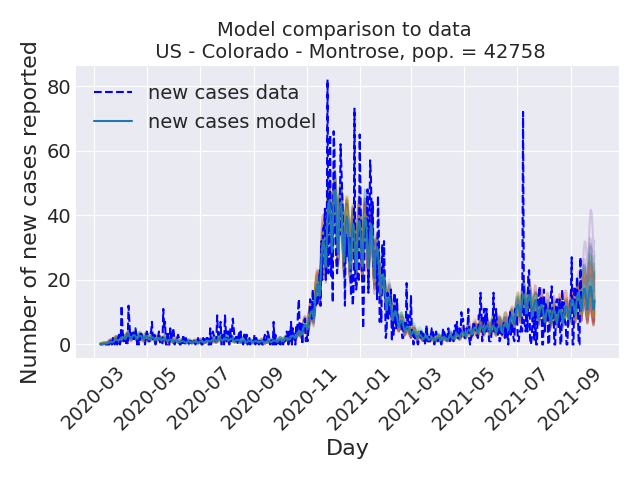 Model comparison to data
US - Colorado - Montrose, pop. = 42758
Number of new cases reported
80
60
40
20
0
new cases data
new cases model
2020-03
2020-05
2020-07
2020-09
2020-11
2021-01
2021-03
2021-05
2021-07
2021-09
Day